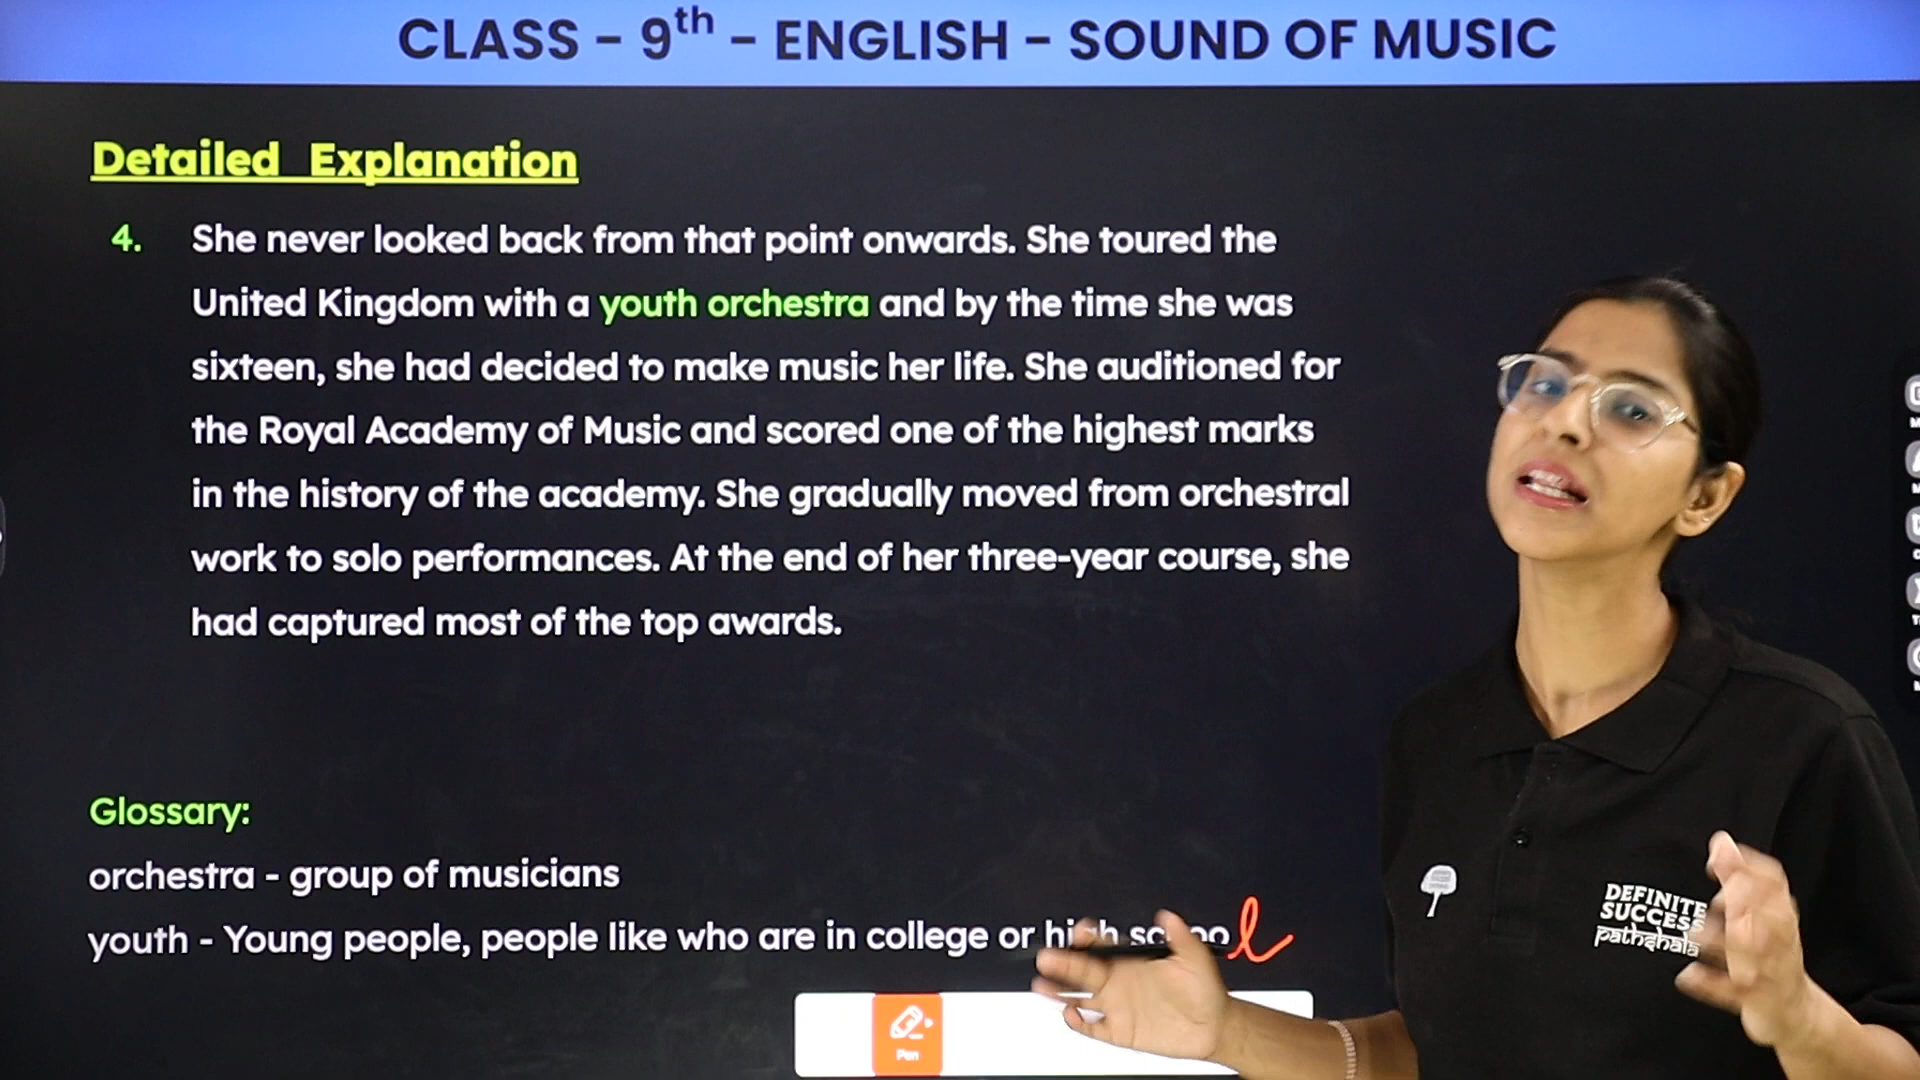 CLASS - 9th - ENGLISH - SOUND OF MUSIC
Detailed Explanation
4. She never looked back from that point onwards. She toured the
United Kingdom with a youth orchestra and by the time she was
sixteen, she had decided to make music her life. She auditioned for
the Royal Academy of Music and scored one of the highest marks
in the history of the academy. She gradually moved from orchestral
work to solo performances. At the end of her three-year course, she
had captured most of the top awards.
Glossary:
orchestra - group of musicians
youth - Young people, people like who are in college or high school
Pen
DEFINITE
SUCCESS
pathshala